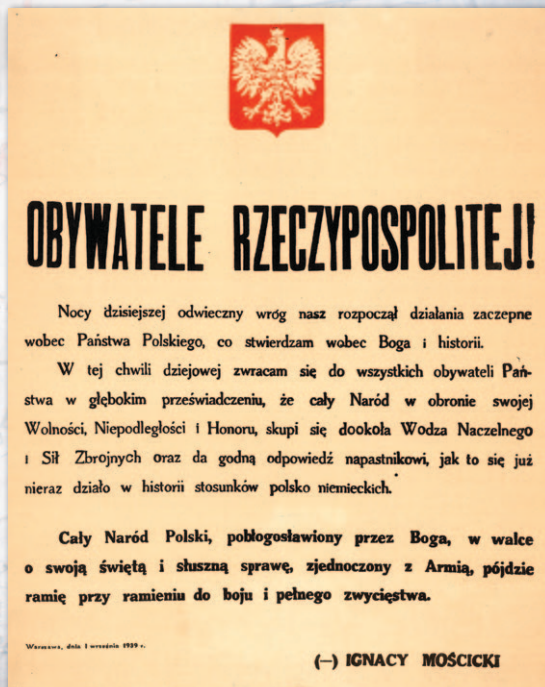 OBYWATELE RZECZYPOSPOLITEJ!
Nocy dzisiejszej odwieczny wróg nasz rozpoczął działania zaczepne
wobec Państwa Polskiego, co stwierdzam wobec Boga i historii.
W tej chwili dziejowej zwracam się do wszystkich obywateli Pań-
stwa w głębokim przeświadczeniu, że cały Naród w obronie swojej
Wolności, Niepodległości i Honoru, skupi się dookoła Wodza Naczelnego
i Sił Zbrojnych oraz da godną odpowiedź napastnikowi, jak to się już
nieraz działo w historii stosunków polsko niemieckich.
Cały Naród Polski, pobłogosławiony przez Boga, w walce
o swoją świętą i słuszną sprawę, zjednoczony z Armią, pójdzie
ramię przy ramieniu do boju i pełnego zwycięstwa.
Warszawa, dnia 1 września 1939 r.
(—) IGNACY MOŚCICKI